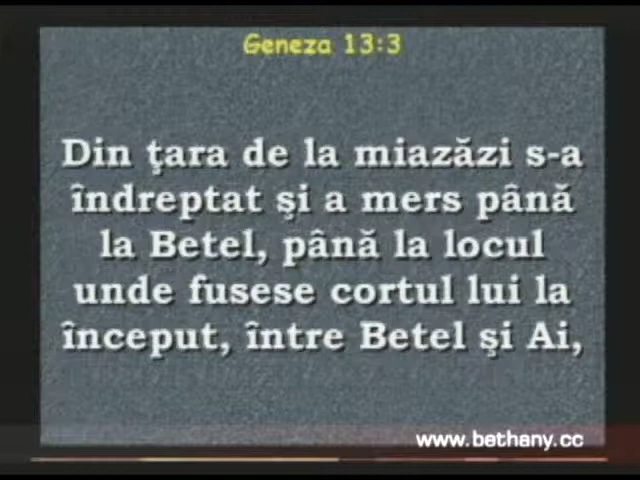 Geneza 13:3
Din ţara de la miazăzi s-a
îndreptat şi a mers până
la Betel, până la locul
unde fusese cortul lui la
început, între Betel şi Ai,
www.bethany.cc